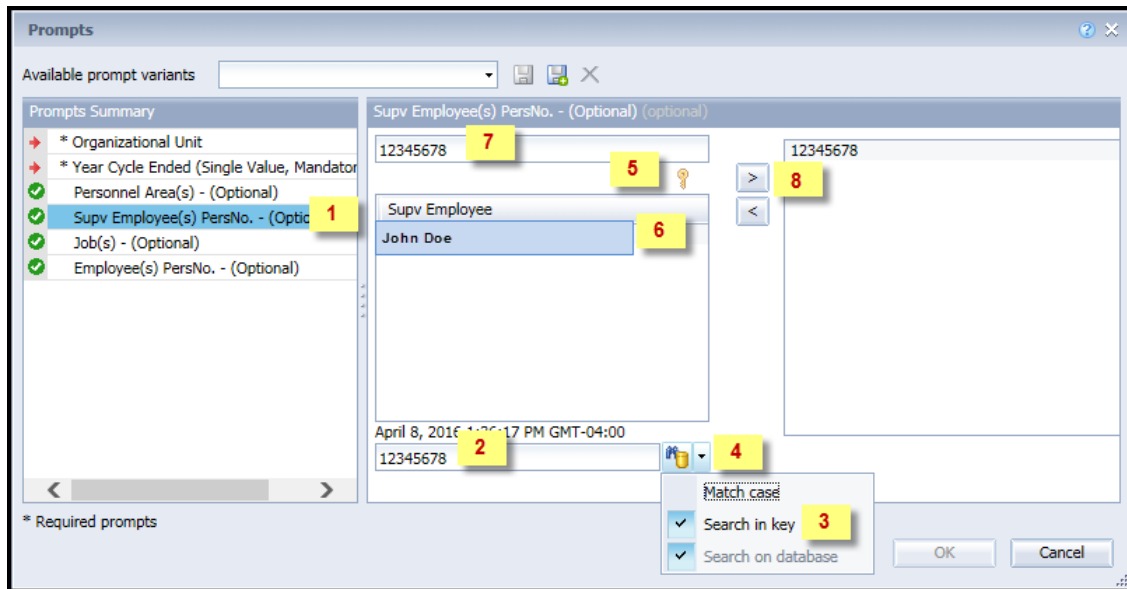 Prompts
Available prompt variants
Prompts Summary
* Organizational Unit
* Year Cycle Ended (Single Value, Mandator
Personnel Area(s) - (Optional)
Supv Employee(s) PersNo. - (Optio
1
Job(s) - (Optional)
Employee(s) PersNo. - (Optional)
Supv Employee(s) PersNo. - (Optional) (optional)
12345678
7
5
Supv Employee
John Doe
6
>
<
8
12345678
April 8, 2016 1:26:17 PM GMT-04:00
12345678
2
4
Match case
Search in key
3
Search on database
* Required prompts
OK
Cancel